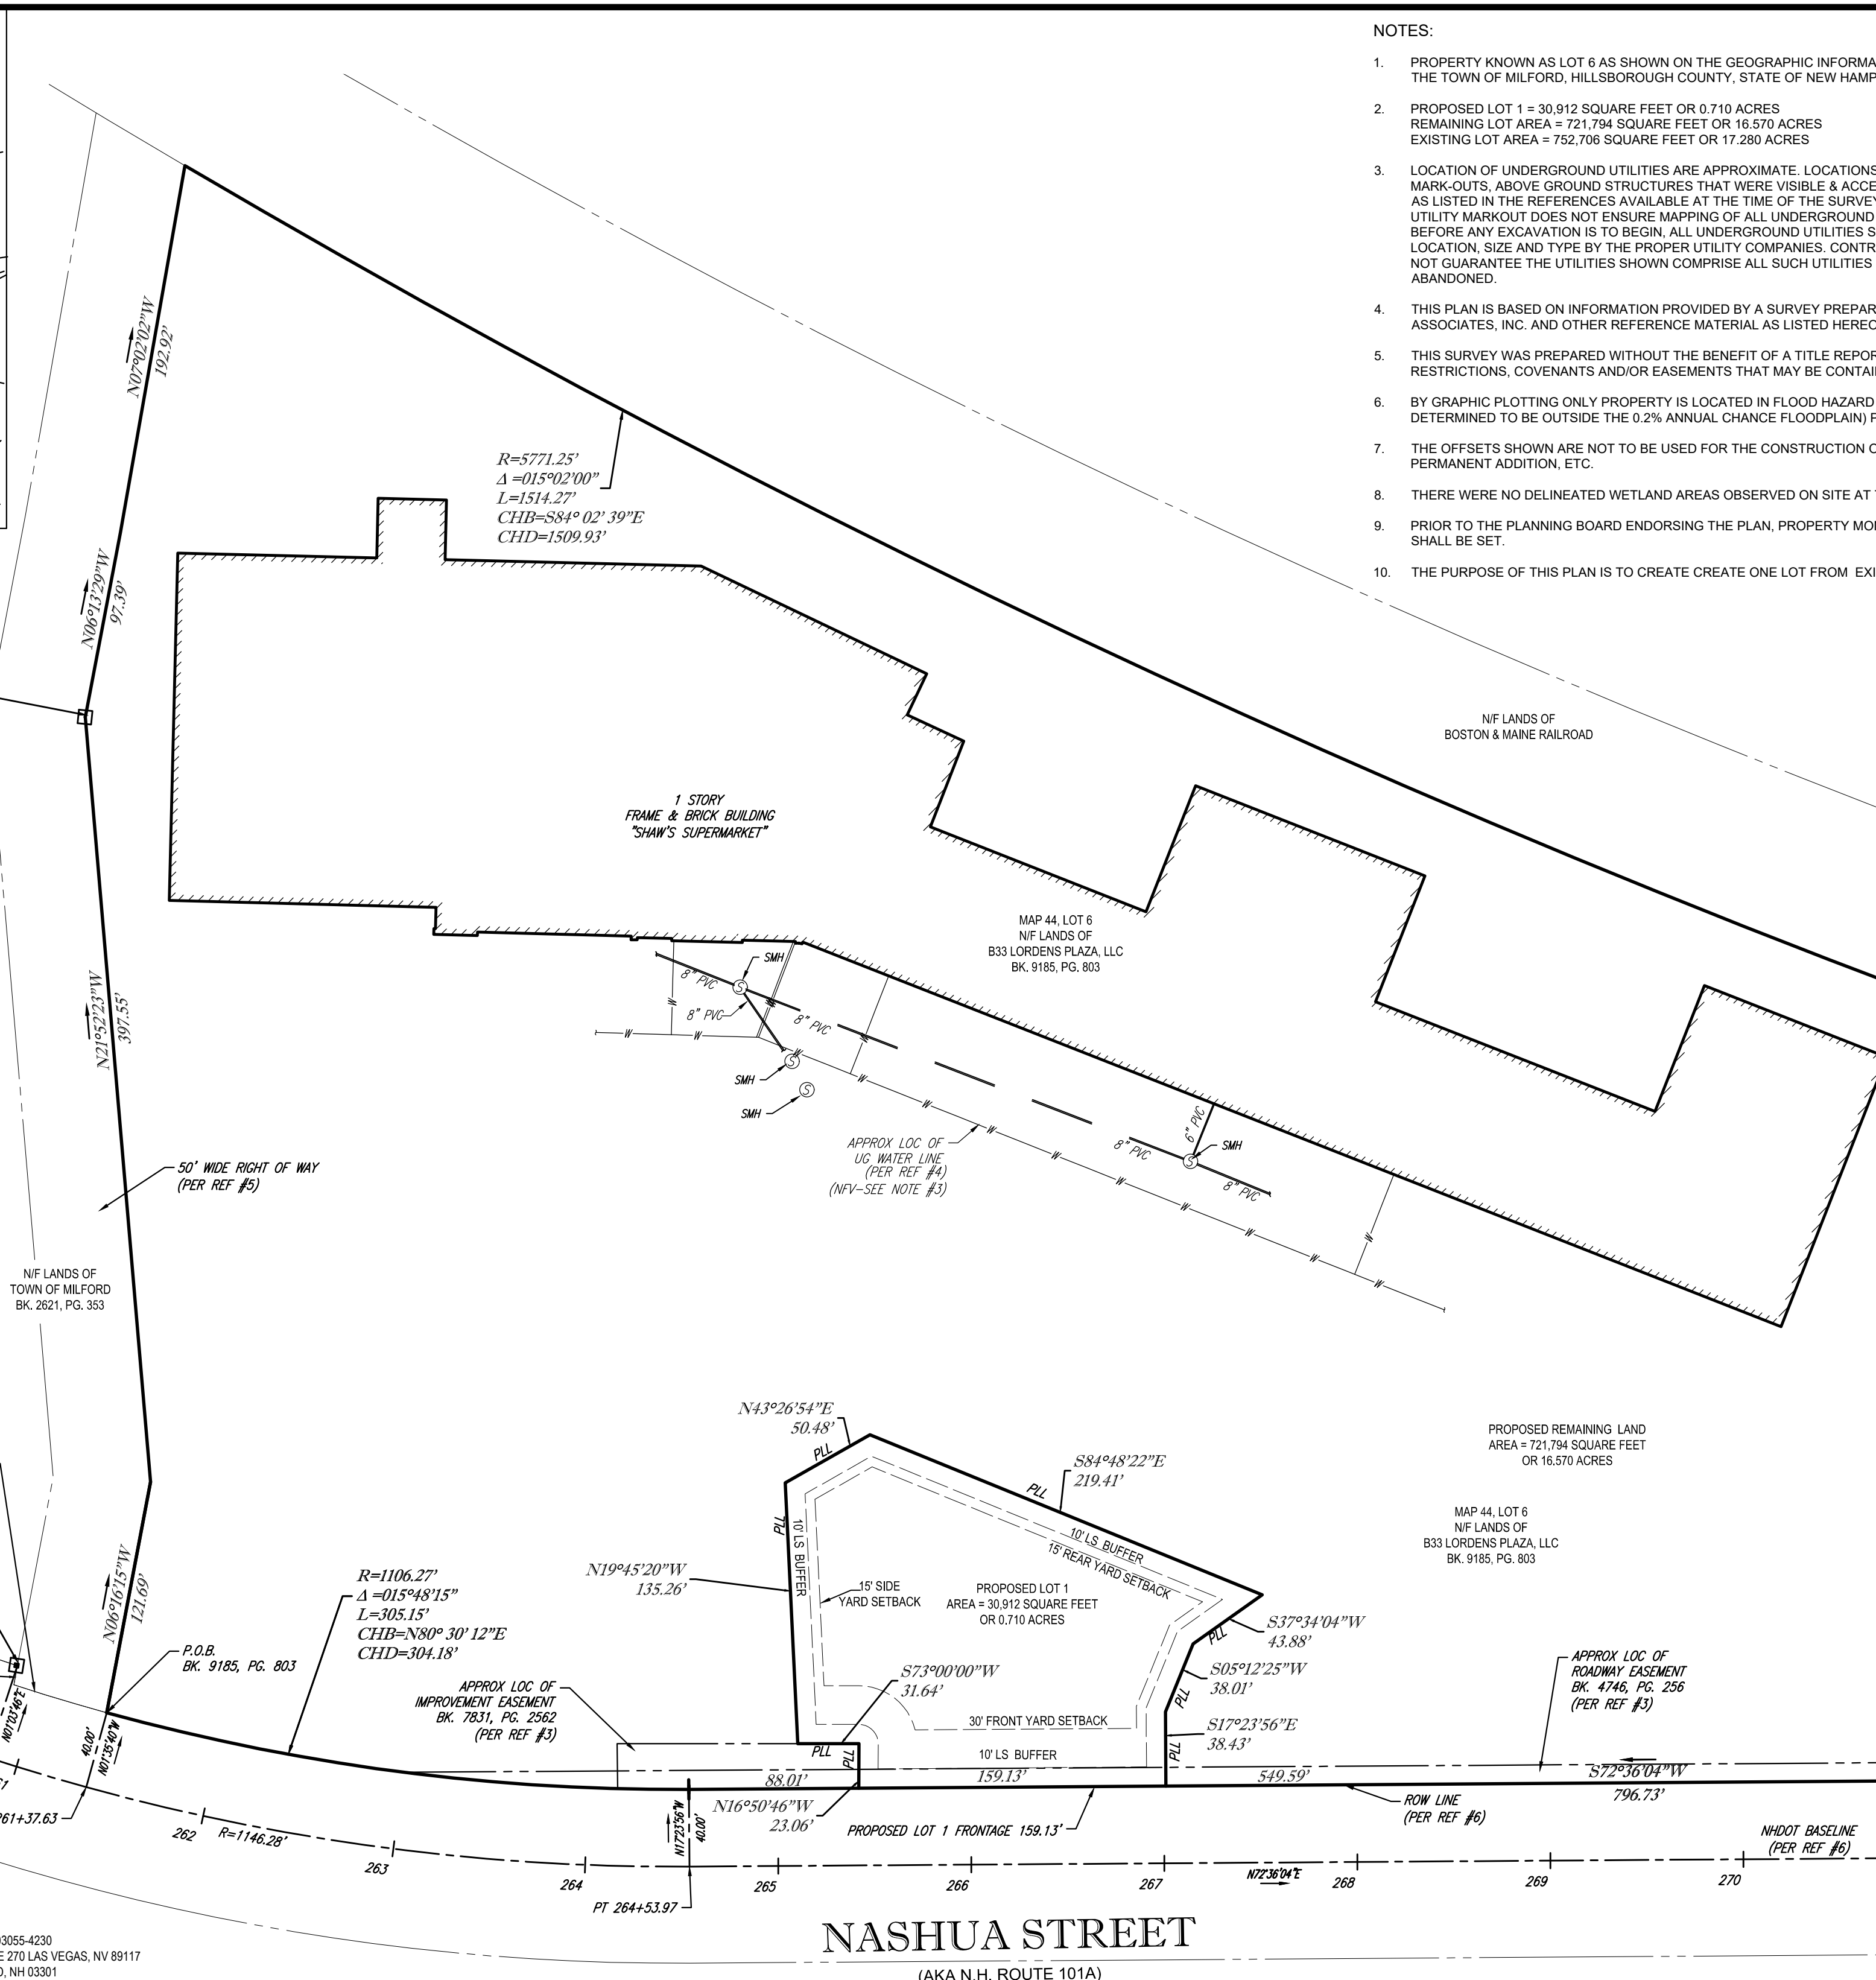 NOTES:
1. PROPERTY KNOWN AS LOT 6 AS SHOWN ON THE GEOGRAPHIC
THE TOWN OF MILFORD, HILLSBOROUGH COUNTY, STATE OF NEW
2. PROPOSED LOT 1 = 30,912 SQUARE FEET OR 0.710 ACRES
REMAINING LOT AREA = 721,794 SQUARE FEET OR 16.570 ACRES
EXISTING LOT AREA = 752,706 SQUARE FEET OR 17.280 ACRES
3. LOCATION OF UNDERGROUND UTILITIES ARE APPROXIMATE. LOCATIONS
MARK-OUTS, ABOVE GROUND STRUCTURES THAT WERE VISIBLE &
AS LISTED IN THE REFERENCES AVAILABLE AT THE TIME OF THE SURVEY
UTILITY MARKOUT DOES NOT ENSURE MAPPING OF ALL UNDERGROUND
BEFORE ANY EXCAVATION IS TO BEGIN, ALL UNDERGROUND UTILITIES
LOCATION, SIZE AND TYPE BY THE PROPER UTILITY COMPANIES.
NOT GUARANTEE THE UTILITIES SHOWN COMPRISE ALL SUCH UTILITIES
ABANDONED.
4. THIS PLAN IS BASED ON INFORMATION PROVIDED BY A SURVEY
ASSOCIATES, INC. AND OTHER REFERENCE MATERIAL AS LISTED
5. THIS SURVEY WAS PREPARED WITHOUT THE BENEFIT OF A TITLE
RESTRICTIONS, COVENANTS AND/OR EASEMENTS THAT MAY BE
6. BY GRAPHIC PLOTTING ONLY PROPERTY IS LOCATED IN FLOOD HAZARD
DETERMINED TO BE OUTSIDE THE 0.2% ANNUAL CHANCE FLOODPLAIN)
7. THE OFFSETS SHOWN ARE NOT TO BE USED FOR THE CONSTRUCTION
PERMANENT ADDITION, ETC.
8. THERE WERE NO DELINEATED WETLAND AREAS OBSERVED ON SITE AT
9. PRIOR TO THE PLANNING BOARD ENDORSING THE PLAN, PROPERTY
SHALL BE SET.
10. THE PURPOSE OF THIS PLAN IS TO CREATE CREATE ONE LOT FROM
N07°02'02"W
192.92'
R=5771.25'
Δ =015°02'00"
L=1514.27'
CHB=S84° 02' 39"E
CHD=1509.93'
N06°13'29"W
97.39'
N/F LANDS OF
BOSTON & MAINE RAILROAD
1 STORY
FRAME & BRICK BUILDING
"SHAW'S SUPERMARKET"
MAP 44, LOT 6
N/F LANDS OF
B33 LORDENS PLAZA, LLC
BK. 9185, PG. 803
N21°52'23"W
397.55'
SMH
8" PVC
S
8" PVC
8" PVC
W
W
W
W
W
S
SMH
S
SMH
W
W
W
W
W
W
W
W
W
W
W
6" PVC
SMH
S
8" PVC
8" PVC
APPROX LOC OF
UG WATER LINE
(PER REF #4)
(NFV-SEE NOTE #3)
50' WIDE RIGHT OF WAY
(PER REF #5)
N/F LANDS OF
TOWN OF MILFORD
BK. 2621, PG. 353
N43°26'54"E
50.48'
PLL
S84°48'22"E
219.41'
PLL
PLL
10' LS BUFFER
10' LS BUFFER
15' REAR YARD SETBACK
N19°45'20"W
135.26'
15' SIDE
YARD SETBACK
PROPOSED LOT 1
AREA = 30,912 SQUARE FEET
OR 0.710 ACRES
PROPOSED REMAINING LAND
AREA = 721,794 SQUARE FEET
OR 16,570 ACRES
MAP 44, LOT 6
N/F LANDS OF
B33 LORDENS PLAZA, LLC
BK. 9185, PG. 803
S37°34'04"W
43.88'
PLL
S05°12'25"W
38.01'
PLL
S17°23'56"E
38.43'
PLL
S73°00'00"W
31.64'
PLL
PLL
30' FRONT YARD SETBACK
10' LS BUFFER
N06°16'15"W
121.69'
R=1106.27'
Δ =015°48'15"
L=305.15'
CHB=N80° 30' 12"E
CHD=304.18'
P.O.B.
BK. 9185, PG. 803
APPROX LOC OF
IMPROVEMENT EASEMENT
BK. 7831, PG. 2562
(PER REF #3)
APPROX LOC OF
ROADWAY EASEMENT
BK. 4746, PG. 256
(PER REF #3)
N01°03'46"E
40.00'
N01°35'40"W
88.01'
159.13'
549.59'
S72°36'04"W
796.73'
N16°50'46"W
23.06'
PROPOSED LOT 1 FRONTAGE 159.13'
ROW LINE
(PER REF #6)
NHDOT BASELINE
(PER REF #6)
N17°23'56"W
40.00'
261+37.63
262
R=1146.28'
263
264
265
266
267
N72°36'04"E
268
269
270
PT 264+53.97
NASHUA STREET
(AKA N.H. ROUTE 101A)
03055-4230
270 LAS VEGAS, NV 89117
NH 03301